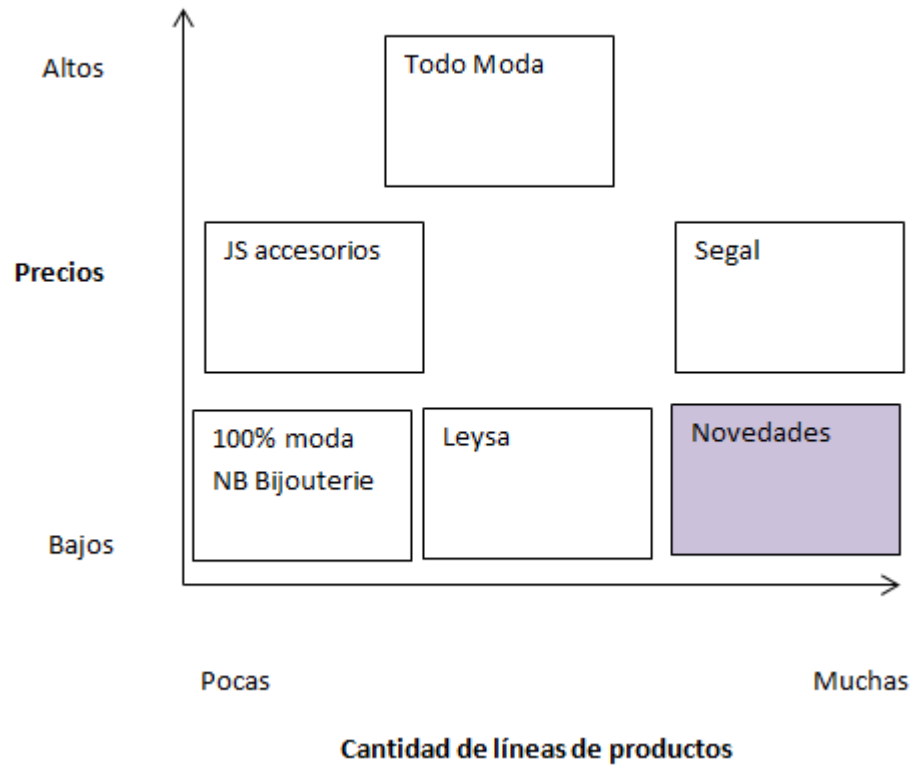 Altos
Todo Moda
JS accesorios
Segal
Precios
100% moda
NB Bijouterie
Leysa
Novedades
Bajos
Pocas
Muchas
Cantidad de líneas de productos